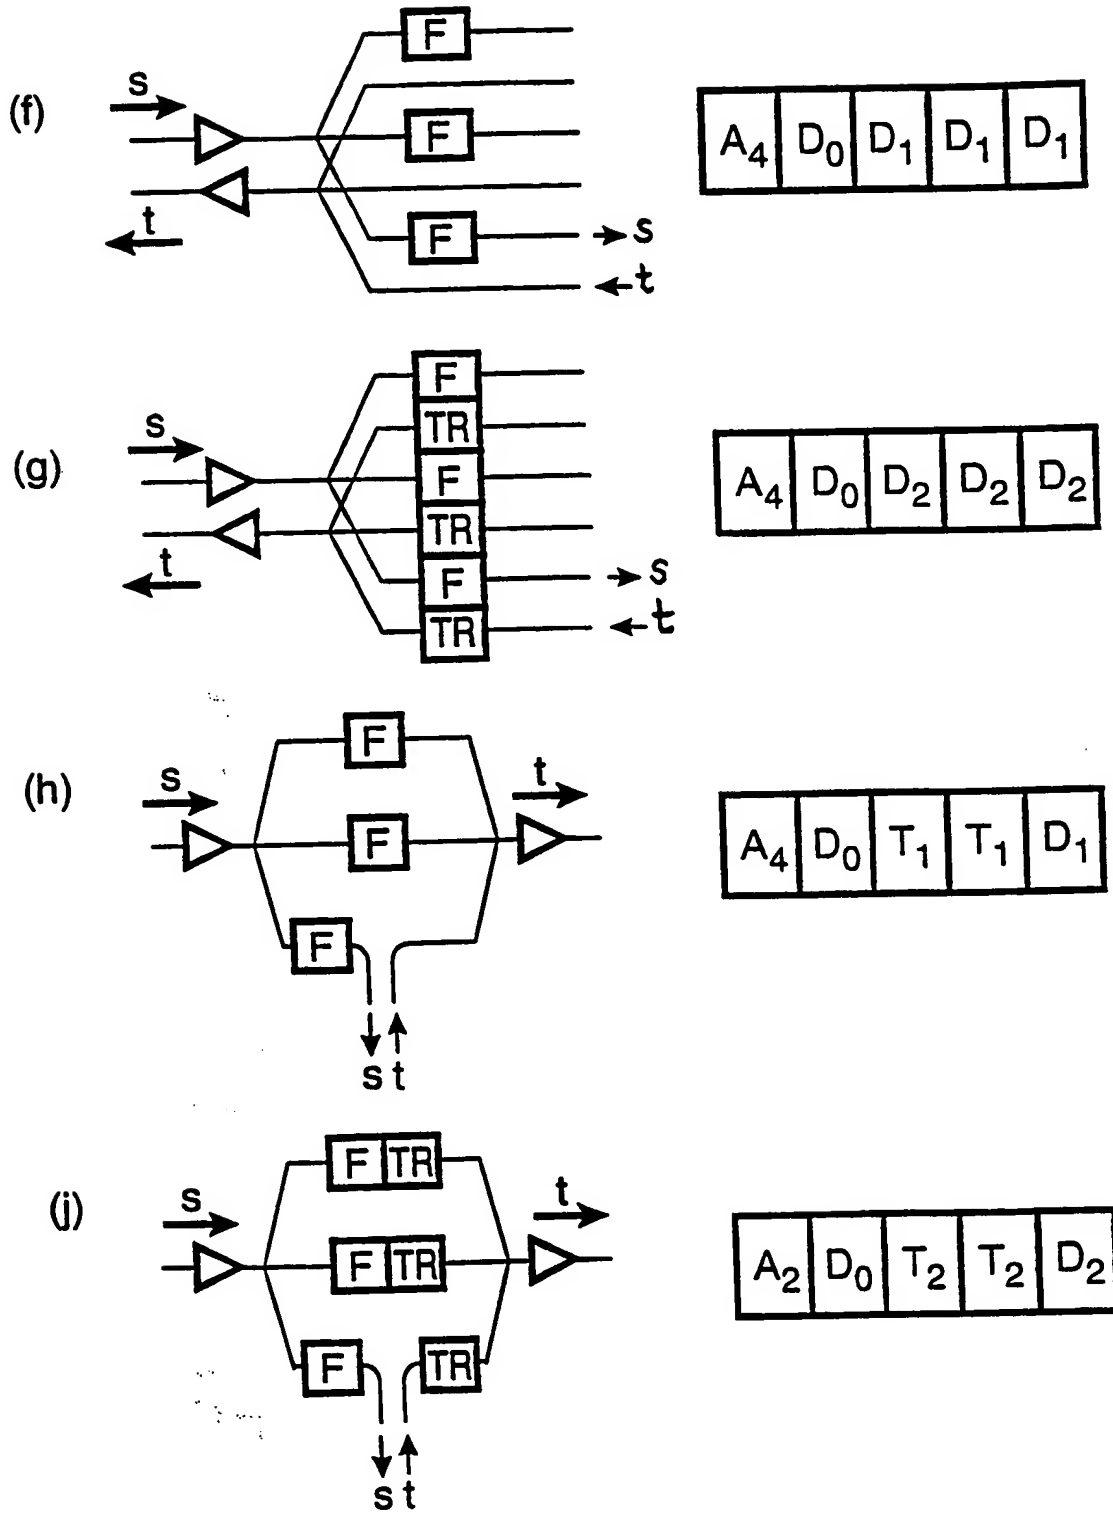 F
s
(f)
F
A4 D0 D1 D1 D1
t
F
s
t
F
TR
s
(g)
F
A4 D0 D2 D2 D2
TR
t
F
s
TR
t
F
(h)
s
t
F
A4 D0 T1 T1 D1
F
s t
F TR
(j)
s
t
F TR
A2 D0 T2 T2 D2
F
TR
s t